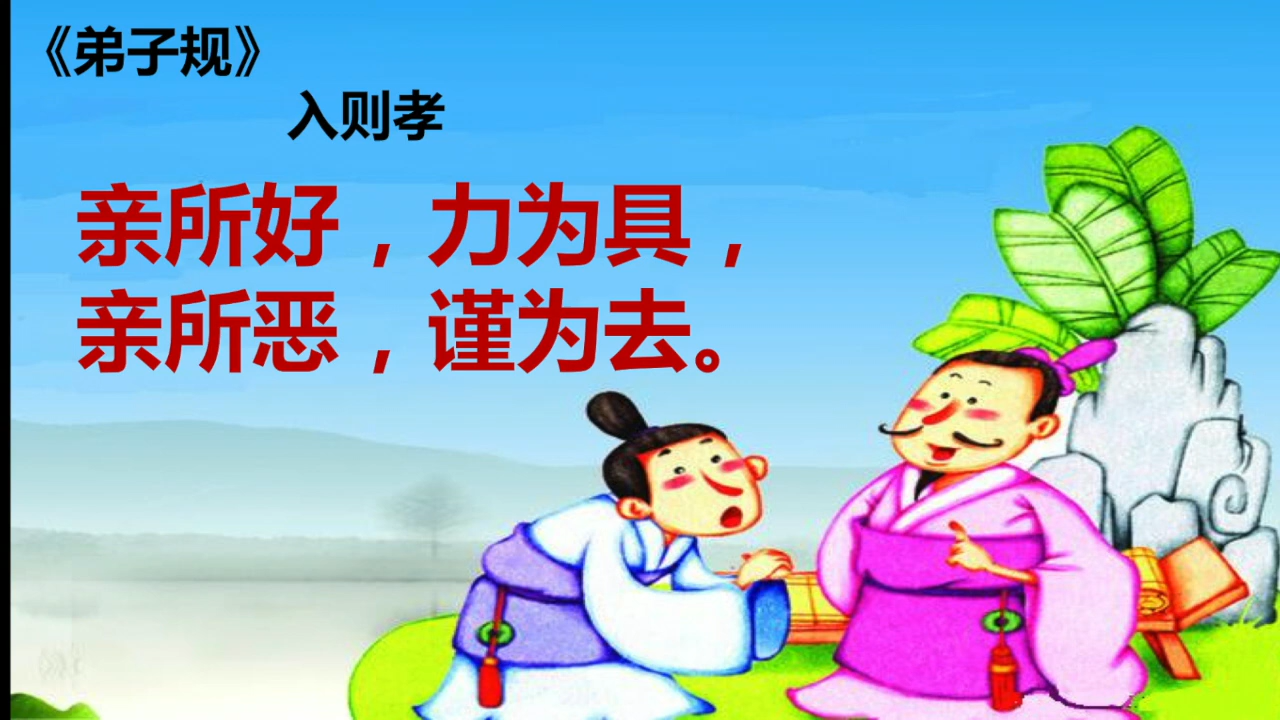 《弟子规》
入则孝
亲所好，力为具，
亲所恶，谨为去。